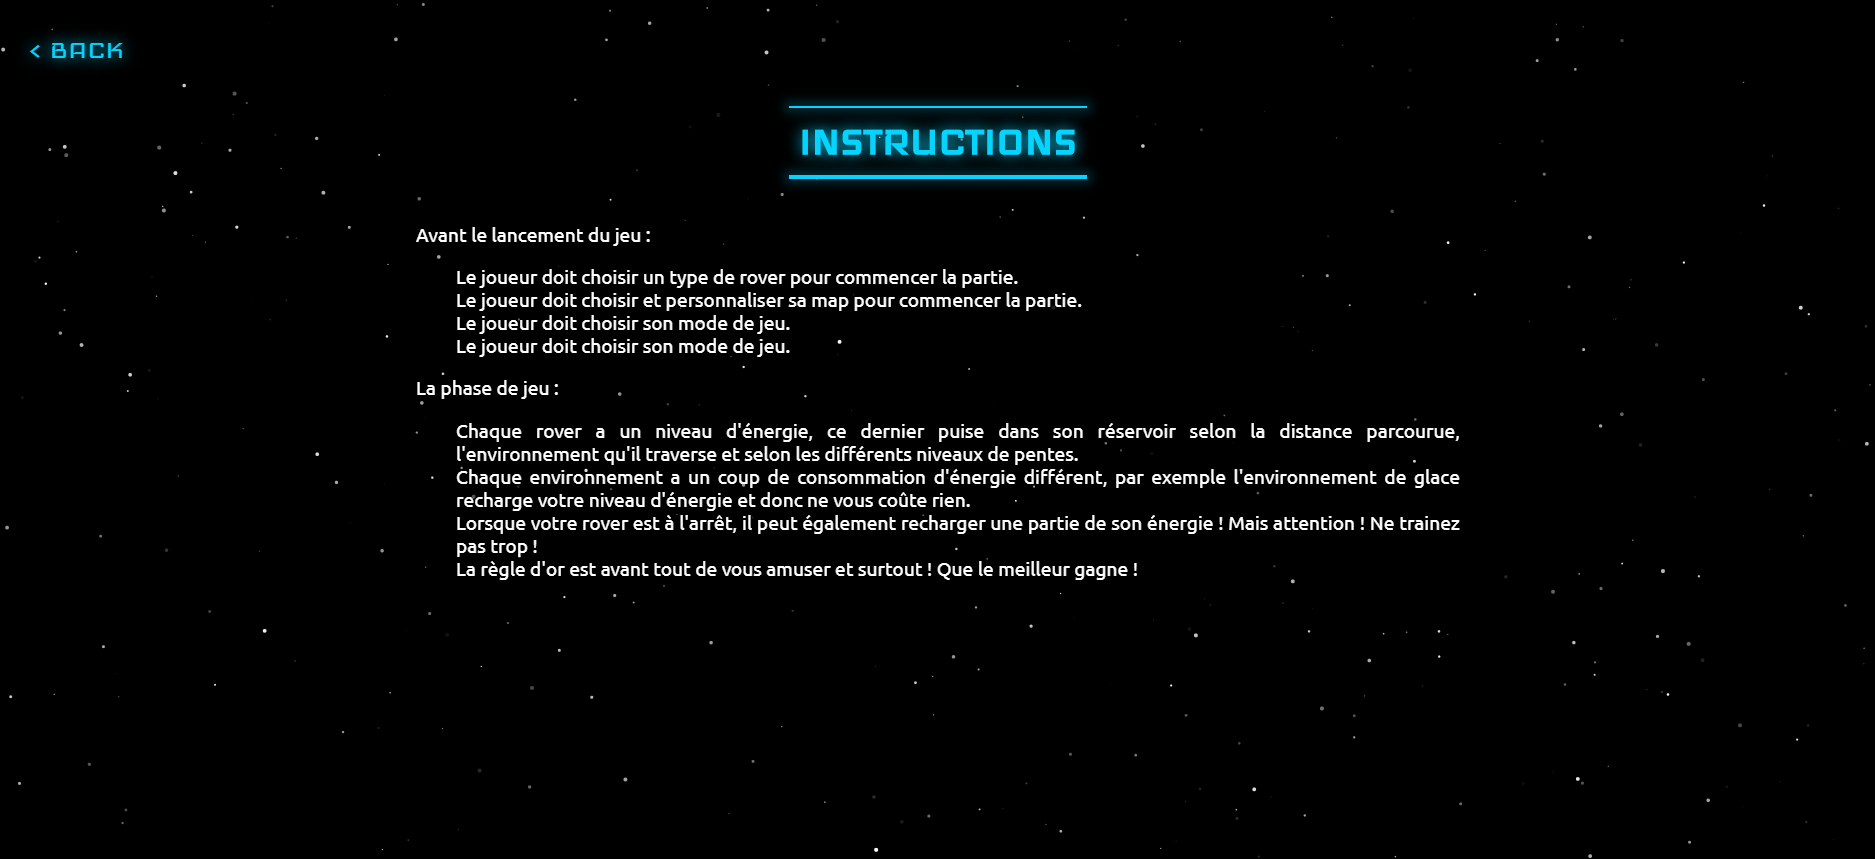 < BACK
INSTRUCTIONS
Avant le lancement du jeu :
Le joueur doit choisir un type de rover pour commencer la partie.
Le joueur doit choisir et personnaliser sa map pour commencer la partie.
Le joueur doit choisir son mode de jeu.
Le joueur doit choisir son mode de jeu.
La phase de jeu :
Chaque rover a un niveau d'énergie, ce dernier puise dans son réservoir selon la distance parcourue,
l'environnement qu'il traverse et selon les différents niveaux de pentes.
Chaque environnement a un coup de consommation d'énergie différent, par exemple l'environnement de glace
recharge votre niveau d'énergie et donc ne vous coûte rien.
Lorsque votre rover est à l'arrêt, il peut également recharger une partie de son énergie ! Mais attention ! Ne trainez
pas trop !
La règle d'or est avant tout de vous amuser et surtout ! Que le meilleur gagne !